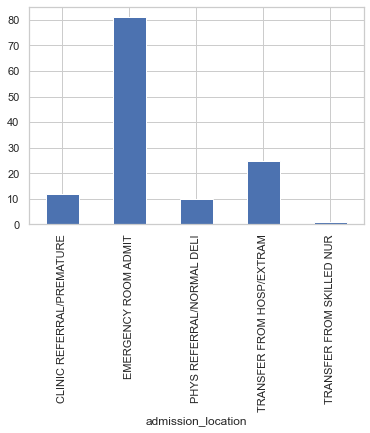 80
70
60
50
40
30
20
10
0
CLINIC REFERRAL/PREMATURE
EMERGENCY ROOM ADMIT
PHYS REFERRAL/NORMAL DELI
TRANSFER FROM HOSP/EXTRAM
TRANSFER FROM SKILLED NUR
admission_location